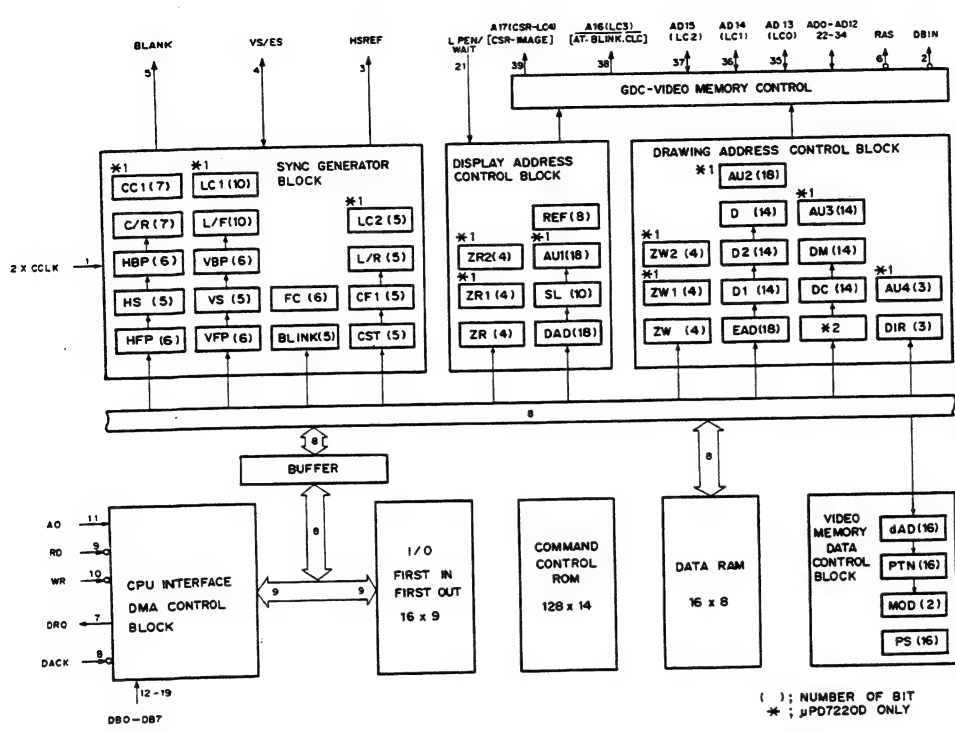 BLANK
VS/ES
HSREF
L PEN/
WAIT
A17(CSR-LC4)
[CSR-IMAGE]
A16(LC3)
[AT-BLINK.CLC]
AD15
(LC2)
AD14
(LC1)
AD 13
(LC0)
AD0-AD12
22-34
RAS
DBIN
5
4
3
21
39
38
37
36
35
6
2
GDC-VIDEO MEMORY CONTROL
SYNC GENERATOR
BLOCK
*1
CC1(7)
C/R(7)
HBP(6)
HS (5)
HFP(6)
*1
LC1(10)
L/F(10)
VBP(6)
VS(5)
VFP(6)
FC (6)
BLINK(5)
*1
LC2(5)
L/R(5)
CF1(5)
CST(5)
2 X CCLK
1
DISPLAY ADDRESS
CONTROL BLOCK
REF(8)
*1
ZR2(4)
*1
ZR1(4)
ZR (4)
*1
AU1(18)
SL (10)
DAD(18)
DRAWING ADDRESS CONTROL BLOCK
*1
AU2(18)
D (14)
D2(14)
D1(14)
EAD(18)
*1
ZW2 (4)
*1
ZW1(4)
ZW (4)
*1
AU3(14)
DM(14)
DC(14)
*2
*1
AU4(3)
DIR(3)
8
8
BUFFER
8
8
AO
11
RD
9
WR
10
DRO
7
DACK
8
CPU INTERFACE
DMA CONTROL
BLOCK
12-19
DBO-DB7
9
9
I/O
FIRST IN
FIRST OUT
16 x 9
COMMAND
CONTROL
ROM
128 x 14
DATA RAM
16 x 8
VIDEO
MEMORY
DATA
CONTROL
BLOCK
dAD(16)
PTN(16)
MOD(2)
PS(16)
( ); NUMBER OF BIT
* ; μPD7220D ONLY